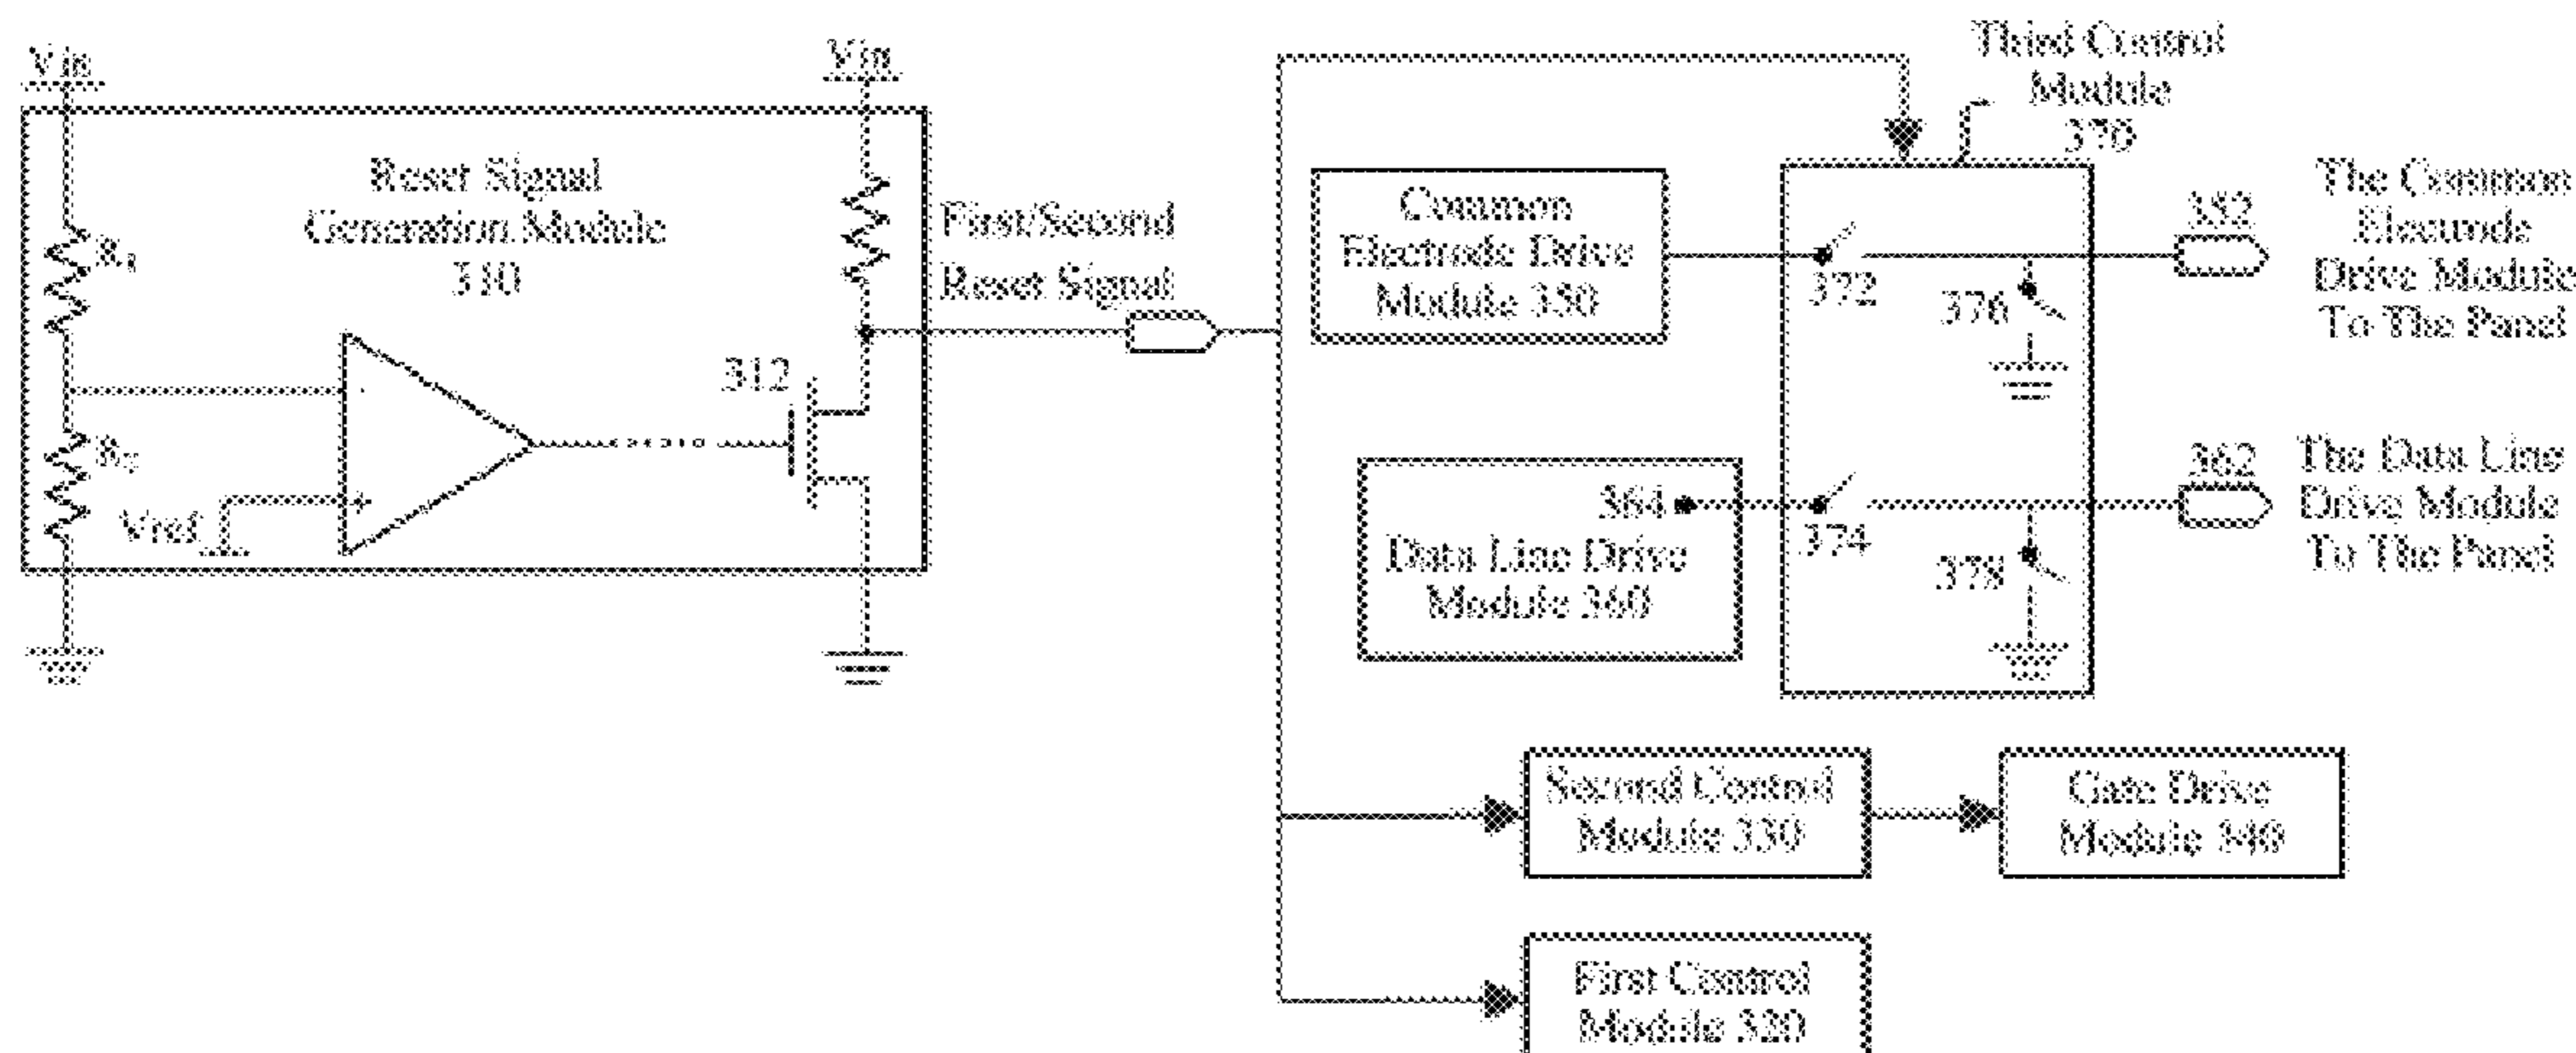 Vin
Vin
Reset Signal
Generation Module
310
R1
R2
Vref
-
+
312
First/Second
Reset Signal
Third Control
Module
370
Common
Electrode Drive
Module 350
372
376
352
The Common
Electrode
Drive Module
To The Panel
364
Data Line Drive
Module 360
374
378
362
The Data Line
Drive Module
To The Panel
Second Control
Module 330
Gate Drive
Module 340
First Control
Module 320